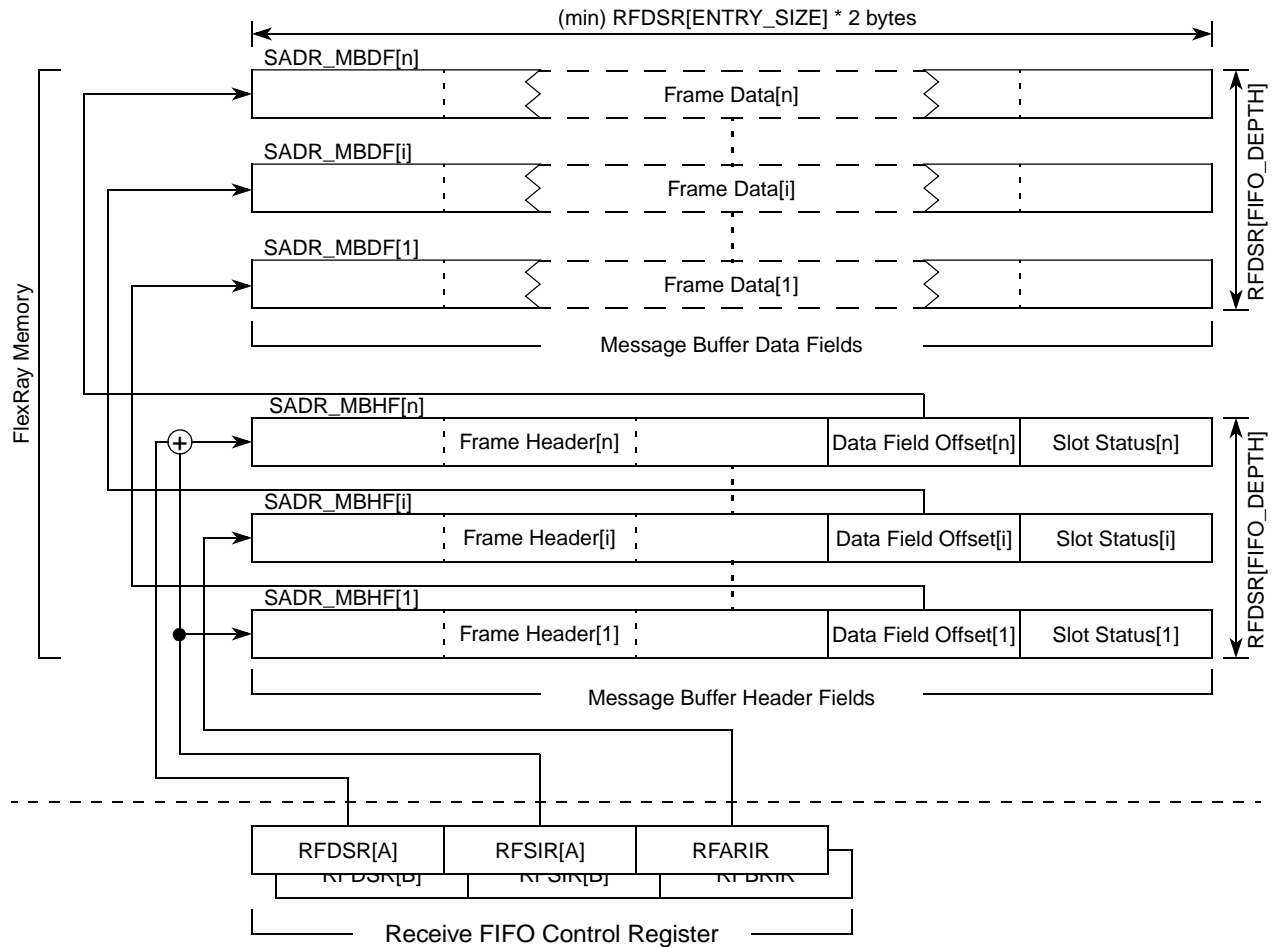 (min) RFDSR[ENTRY_SIZE] * 2 bytes
SADR_MBDF[n]
Frame Data[n]
SADR_MBDF[i]
Frame Data[i]
SADR_MBDF[1]
Frame Data[1]
RFDSR[FIFO_DEPTH]
Message Buffer Data Fields
FlexRay Memory
SADR_MBHF[n]
+
Frame Header[n]
Data Field Offset[n]
Slot Status[n]
SADR_MBHF[i]
Frame Header[i]
Data Field Offset[i]
Slot Status[i]
SADR_MBHF[1]
Frame Header[1]
Data Field Offset[1]
Slot Status[1]
RFDSR[FIFO_DEPTH]
Message Buffer Header Fields
RFDSR[A]
RFSIR[A]
RFARIR
RFDSR[B]
RFSIR[B]
RFBRIR
Receive FIFO Control Register